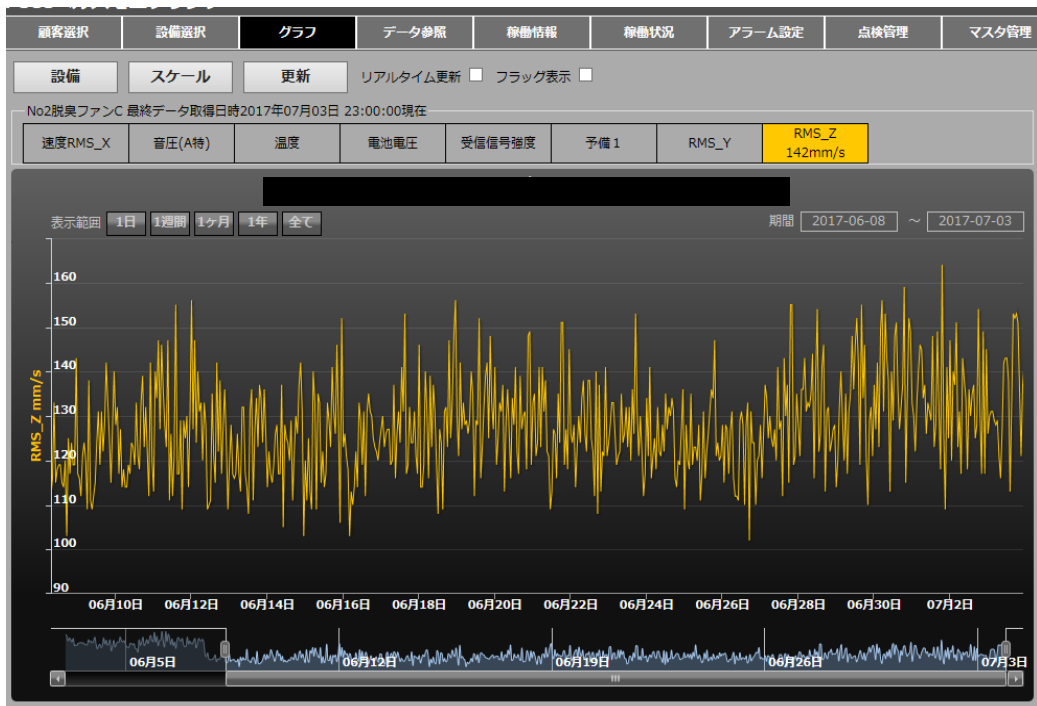 顧客選択 設備選択 グラフ データ参照 稼働情報 稼働状況 アラーム設定 点検管理 マスタ管理
設備 スケール 更新 リアルタイム更新 フラッグ表示
No2脱臭ファンC 最終データ取得日時2017年07月03日 23:00:00現在
速度RMS_X 音圧(A特) 温度 電池電圧 受信信号強度 予備1 RMS_Y RMS_Z
142mm/s
表示範囲 1日 1週間 1ヶ月 1年 全て 期間 2017-06-08 ~ 2017-07-03
160
150
140
130
120
110
100
90
RMS_Z mm/s
06月10日 06月12日 06月14日 06月16日 06月18日 06月20日 06月22日 06月24日 06月26日 06月28日 06月30日 07月2日
06月5日 06月12日 06月19日 06月26日 07月3日